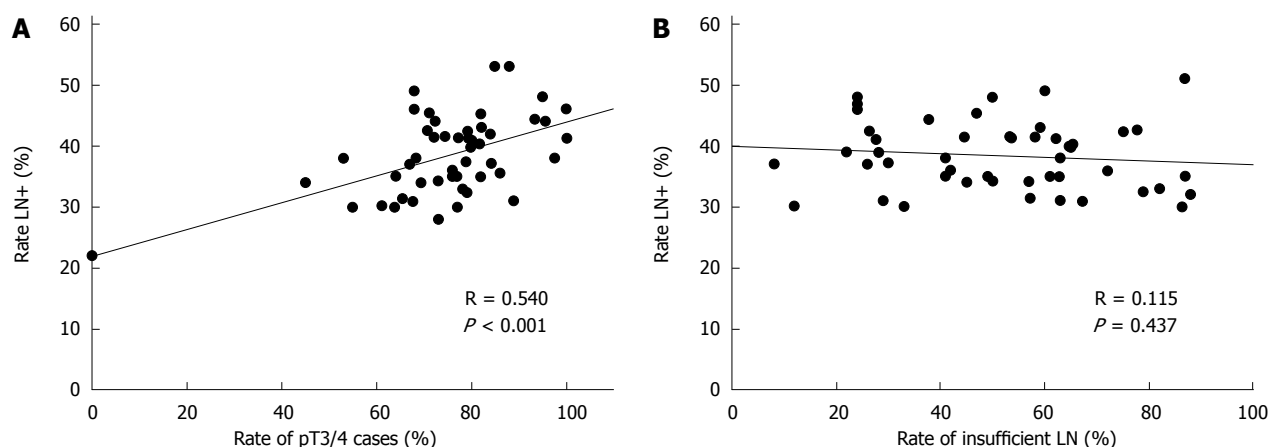 A
60
50
40
30
20
10
0
Rate LN+ (%)
R = 0.540
P < 0.001
0 20 40 60 80 100
Rate of pT3/4 cases (%)
B
60
50
40
30
20
10
0
Rate LN+ (%)
R = 0.115
P = 0.437
0 20 40 60 80 100
Rate of insufficient LN (%)